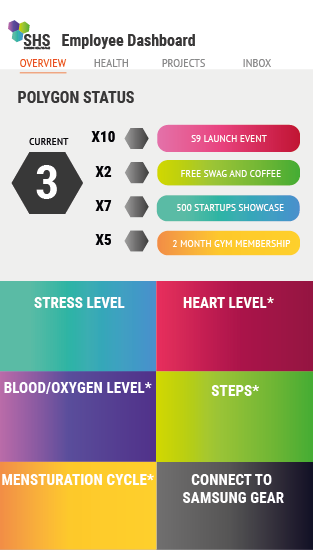 SHS
Employee Dashboard
OVERVIEW HEALTH PROJECTS INBOX
POLYGON STATUS
CURRENT
3
X10 S9 LAUNCH EVENT
X2 FREE SWAG AND COFFEE
X7 500 STARTUPS SHOWCASE
X5 2 MONTH GYM MEMBERSHIP
STRESS LEVEL HEART LEVEL*
BLOOD/OXYGEN LEVEL* STEPS*
MENSTURATION CYCLE* CONNECT TO
SAMSUNG GEAR